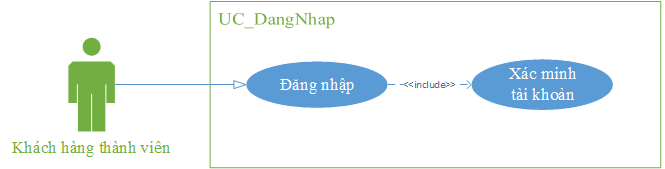 UC_DangNhap
Đăng nhập
<<include>>
Xác minh
tài khoản
Khách hàng thành viên